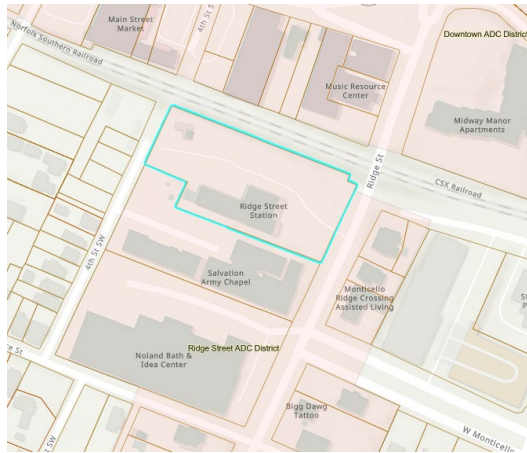 Main Street
Market
4th St S
Norfolk Southern Railroad
Downtown ADC District
Music Resource
Center
Midway Manor
Apartments
Ridge St
CSX Railroad
Ridge Street
Station
4th St SW
Salvation
Army Chapel
Monticello
Ridge Crossing
Assisted Living
St
P
Ridge Street ADC District
Noland Bath &
Idea Center
ge St
Bigg Dawg
Tattoo
W Monticello